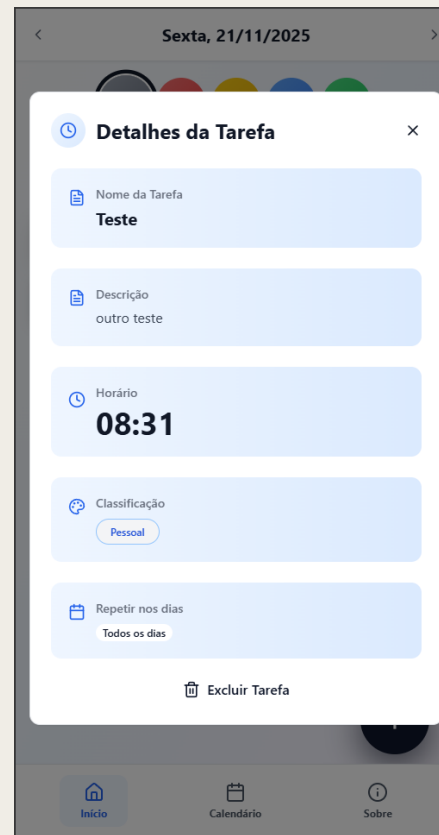 Sexta, 21/11/2025
Detalhes da Tarefa
Nome da Tarefa
Teste
Descrição
outro teste
Horário
08:31
Classificação
Pessoal
Repetir nos dias
Todos os dias
Excluir Tarefa
Início
Calendário
Sobre